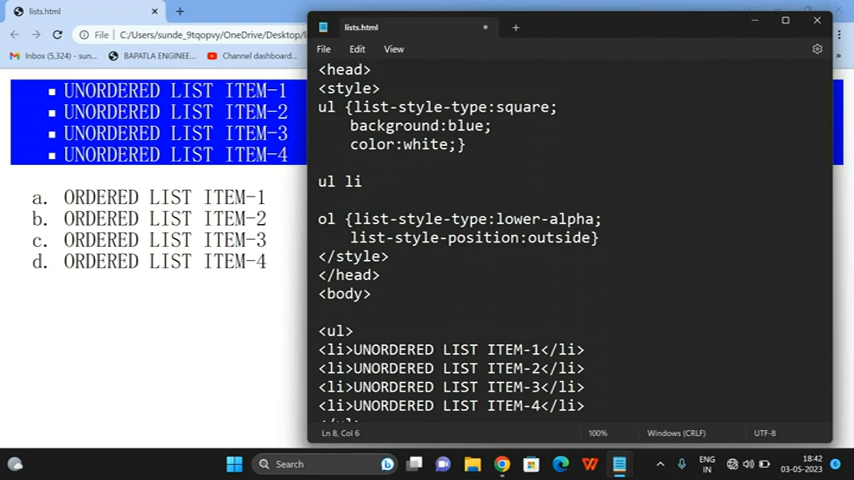 lists.html
File C:/Users/sunde_9tqopvy/OneDrive/Desktop/
Inbox (5,324) - sun...
BAPATLA ENGINEE...
Channel dashboard...
UNORDERED LIST ITEM-1
UNORDERED LIST ITEM-2
UNORDERED LIST ITEM-3
UNORDERED LIST ITEM-4
a. ORDERED LIST ITEM-1
b. ORDERED LIST ITEM-2
c. ORDERED LIST ITEM-3
d. ORDERED LIST ITEM-4
lists.html
File Edit View
<head>
<style>
ul {list-style-type:square;
background:blue;
color:white;}
ul li
ol {list-style-type:lower-alpha;
list-style-position:outside}
</style>
</head>
<body>
<ul>
<li>UNORDERED LIST ITEM-1</li>
<li>UNORDERED LIST ITEM-2</li>
<li>UNORDERED LIST ITEM-3</li>
<li>UNORDERED LIST ITEM-4</li>
</ul>
Ln 8, Col 6 100% Windows (CRLF) UTF-8
Search
ENG
IN
18:42
03-05-2023
6